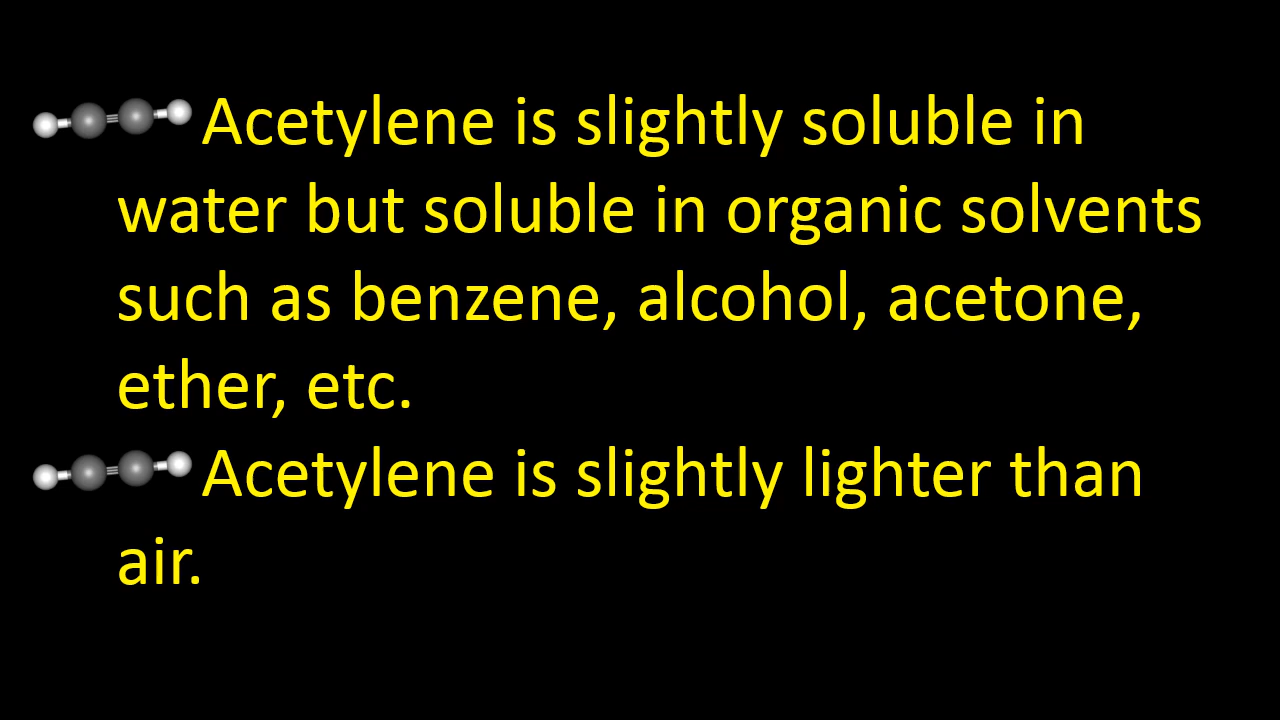 Acetylene is slightly soluble in
water but soluble in organic solvents
such as benzene, alcohol, acetone,
ether, etc.
Acetylene is slightly lighter than
air.